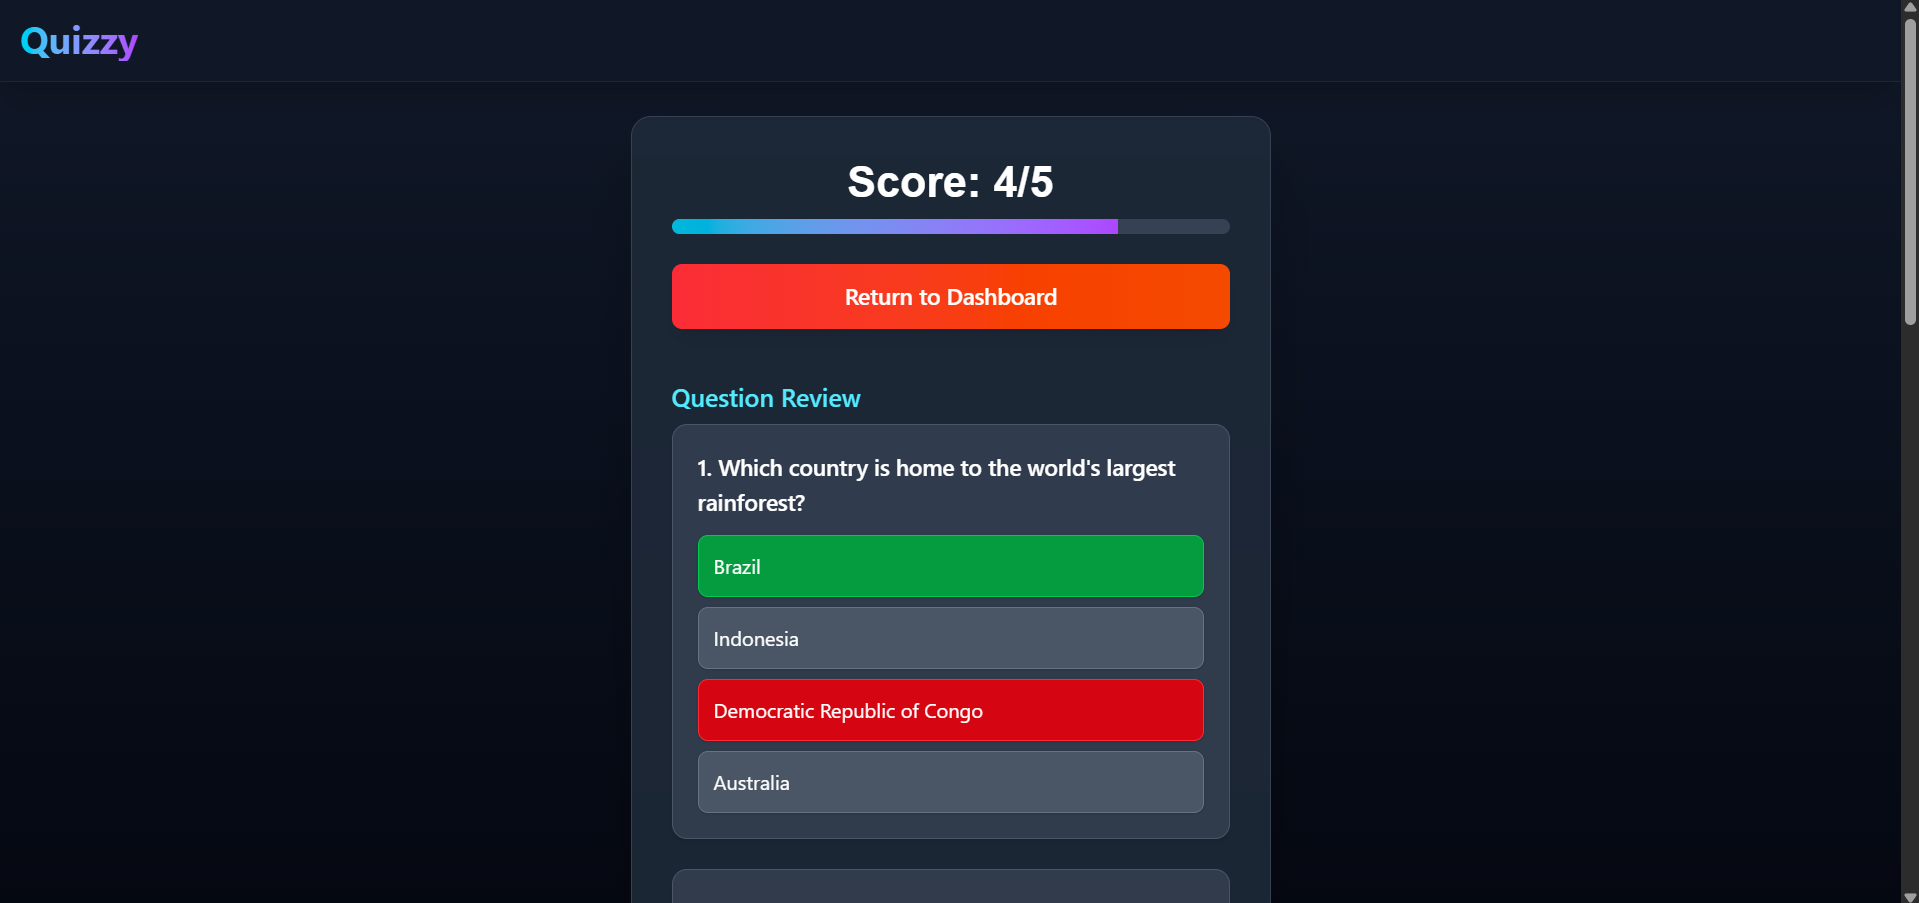 Quizzy
Score: 4/5
Return to Dashboard
Question Review
1. Which country is home to the world's largest
rainforest?
Brazil
Indonesia
Democratic Republic of Congo
Australia